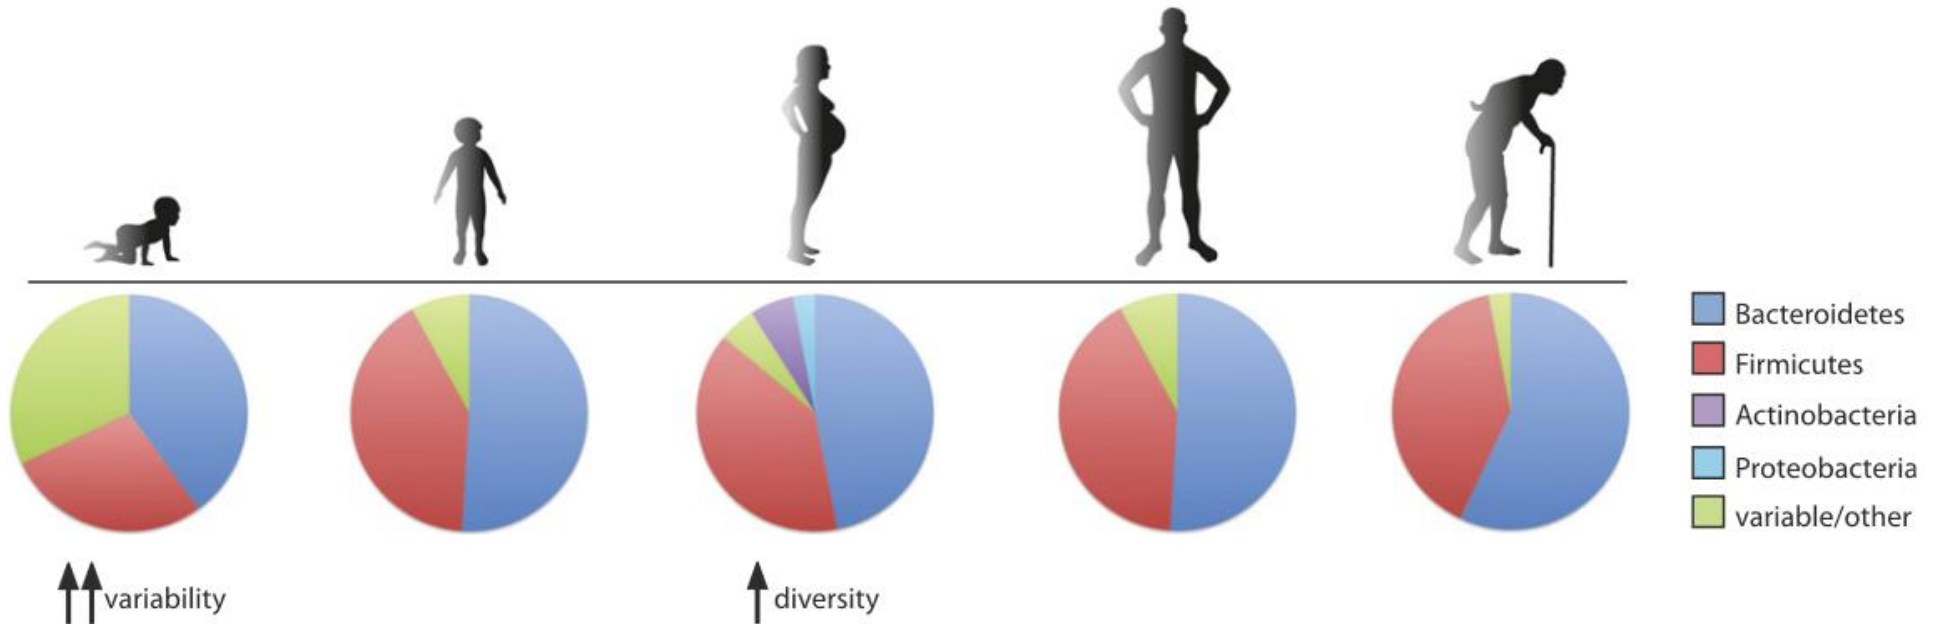 Bacteroidetes
Firmicutes
Actinobacteria
Proteobacteria
variable/other
variability
diversity